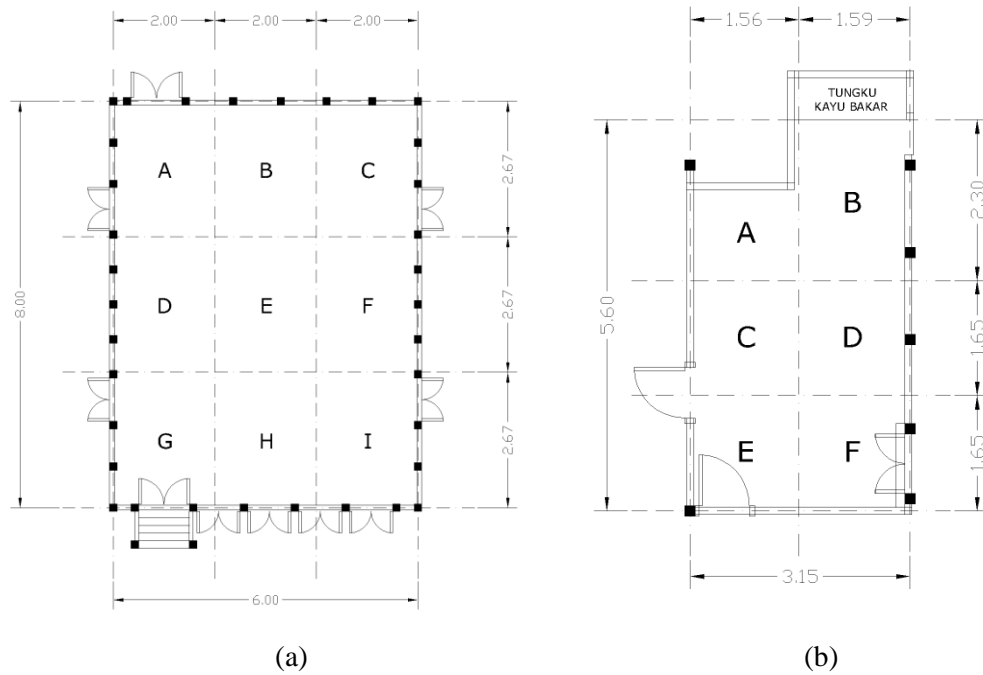 2.00 2.00 2.00
A B C
D E F
G H I
8.00
2.67
2.67
2.67
6.00
(a)
1.56 1.59
TUNGKU
KAYU BAKAR
A B
C D
E F
5.60
2.30
1.65
1.65
3.15
(b)